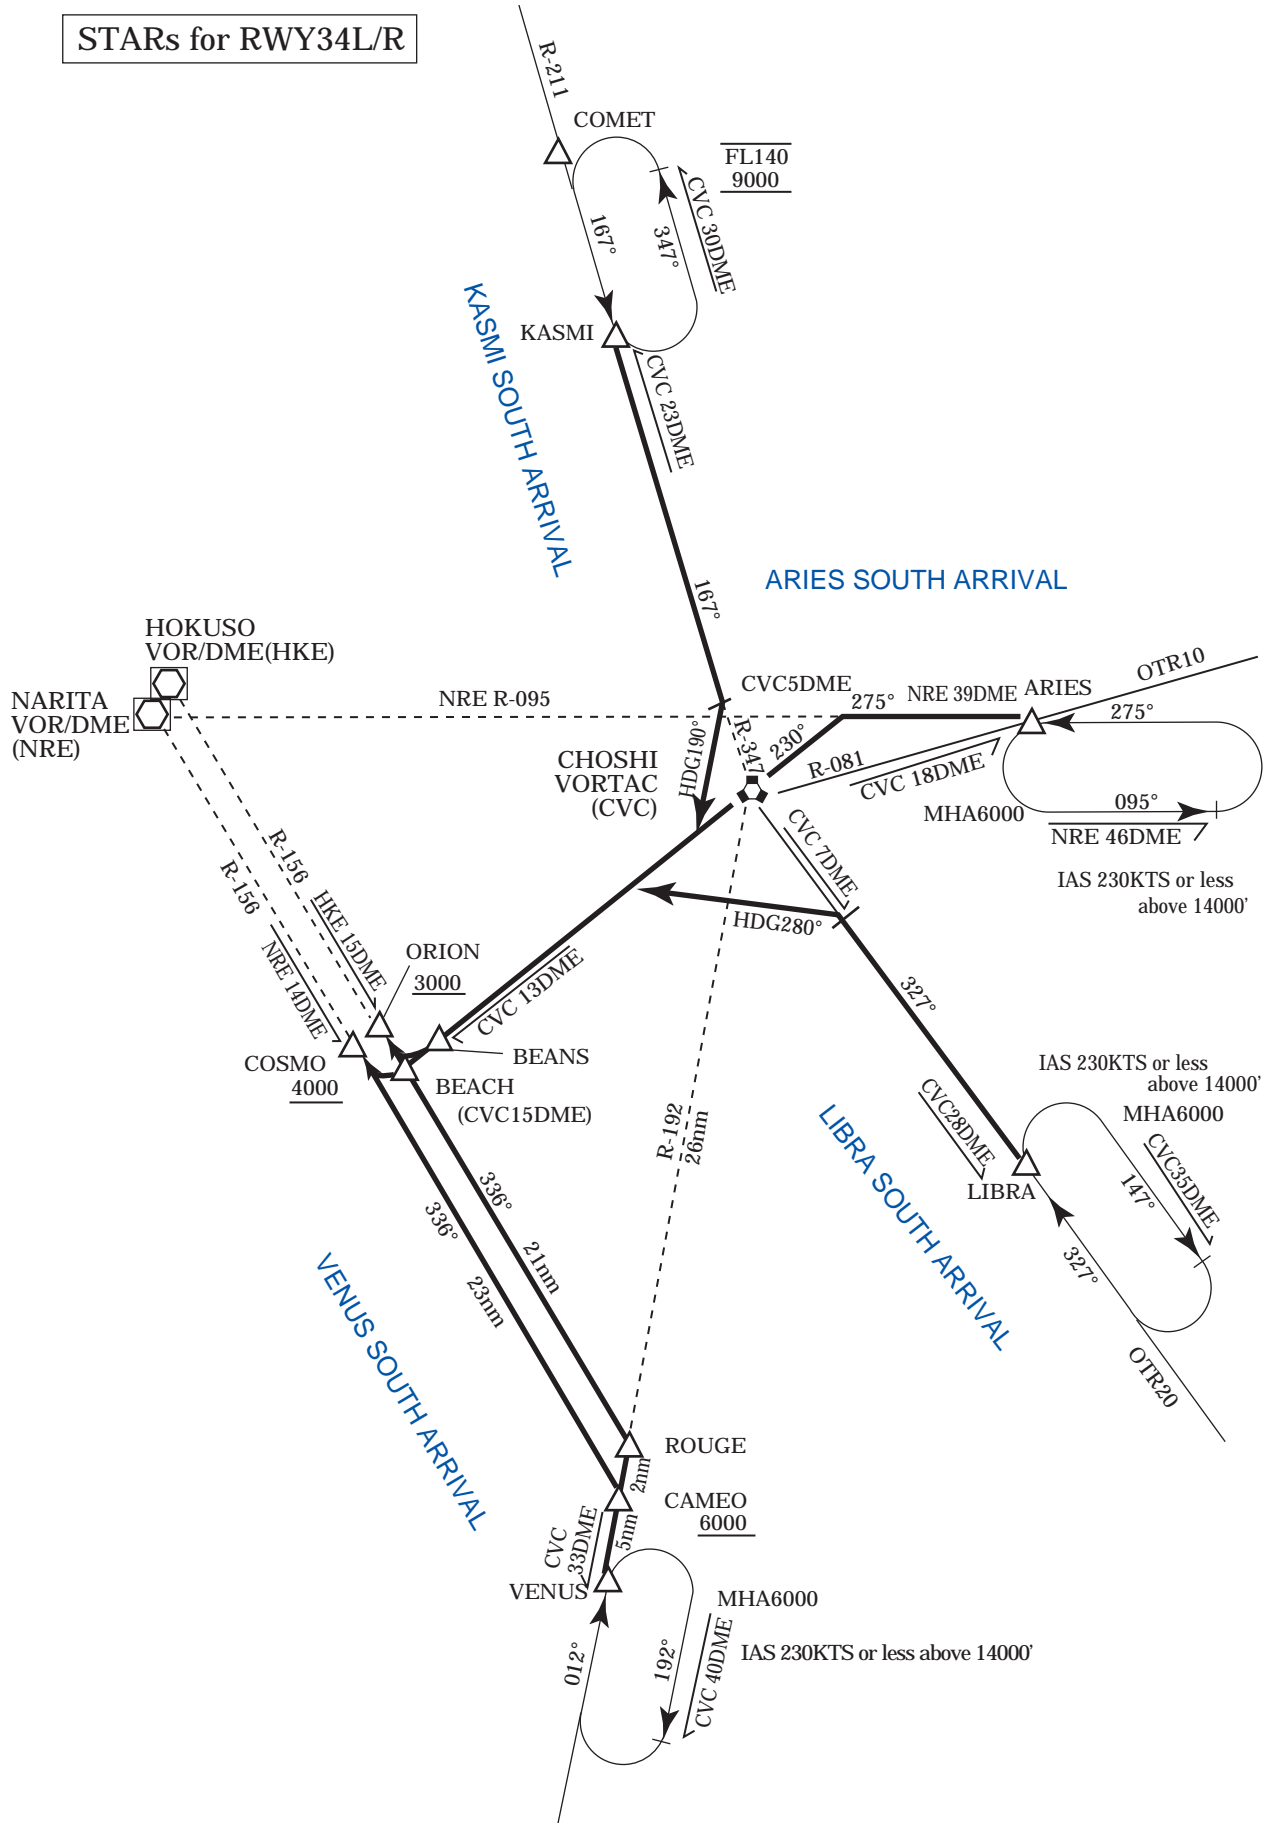 STARs for RWY34L/R
R-211
COMET
FL140
9000
CVC 30DME
167°
347°
KASMI
CVC 23DME
KASMI SOUTH ARRIVAL
167°
ARIES SOUTH ARRIVAL
HOKUSO
VOR/DME(HKE)
NARITA
VOR/DME
(NRE)
NRE R-095
CVC5DME
275°
NRE 39DME
ARIES
OTR10
275°
HDG190°
R-347
230°
R-081
CVC 18DME
CHOSHI
VORTAC
(CVC)
MHA6000
095°
NRE 46DME
IAS 230KTS or less
above 14000'
CVC 7DME
HDG280°
R-156
R-156
HKE 15DME
NRE 14DME
ORION
3000
CVC 13DME
BEANS
COSMO
4000
BEACH
(CVC15DME)
327°
IAS 230KTS or less
above 14000'
MHA6000
CVC28DME
CVC35DME
147°
LIBRA
327°
OTR20
LIBRA SOUTH ARRIVAL
R-192
26nm
336°
336°
21nm
23nm
VENUS SOUTH ARRIVAL
ROUGE
2nm
CAMEO
6000
5nm
CVC
33DME
VENUS
MHA6000
012°
192°
CVC 40DME
IAS 230KTS or less above 14000'